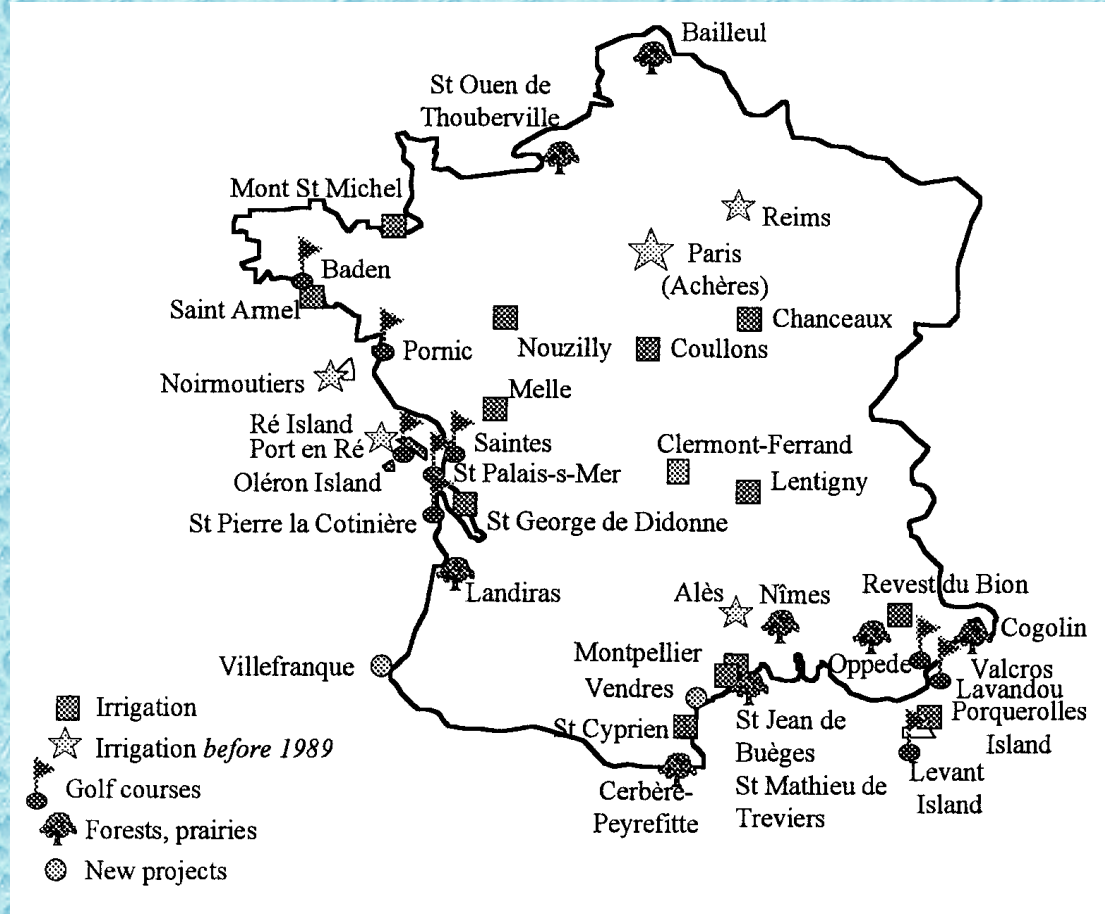 Bailleul
St Ouen de
Thouberville
Mont St Michel
Reims
Baden
Paris
(Achères)
Saint Armel
Chanceaux
Pornic
Nouzilly
Coullons
Noirmoutiers
Melle
Ré Island
Port en Ré
Saintes
Clermont-Ferrand
Oléron Island
St Palais-s-Mer
Lentigny
St Pierre la Cotinière
St George de Didonne
Landiras
Alès
Nîmes
Revest du Bion
Cogolin
Villefranque
Montpellier
Oppede
Valcros
Vendres
Lavandou
St Cyprien
St Jean de
Buèges
St Mathieu de
Treviers
Porquerolles
Island
Levant
Island
Cerbère-
Peyrefitte
Irrigation
Irrigation before 1989
Golf courses
Forests, prairies
New projects